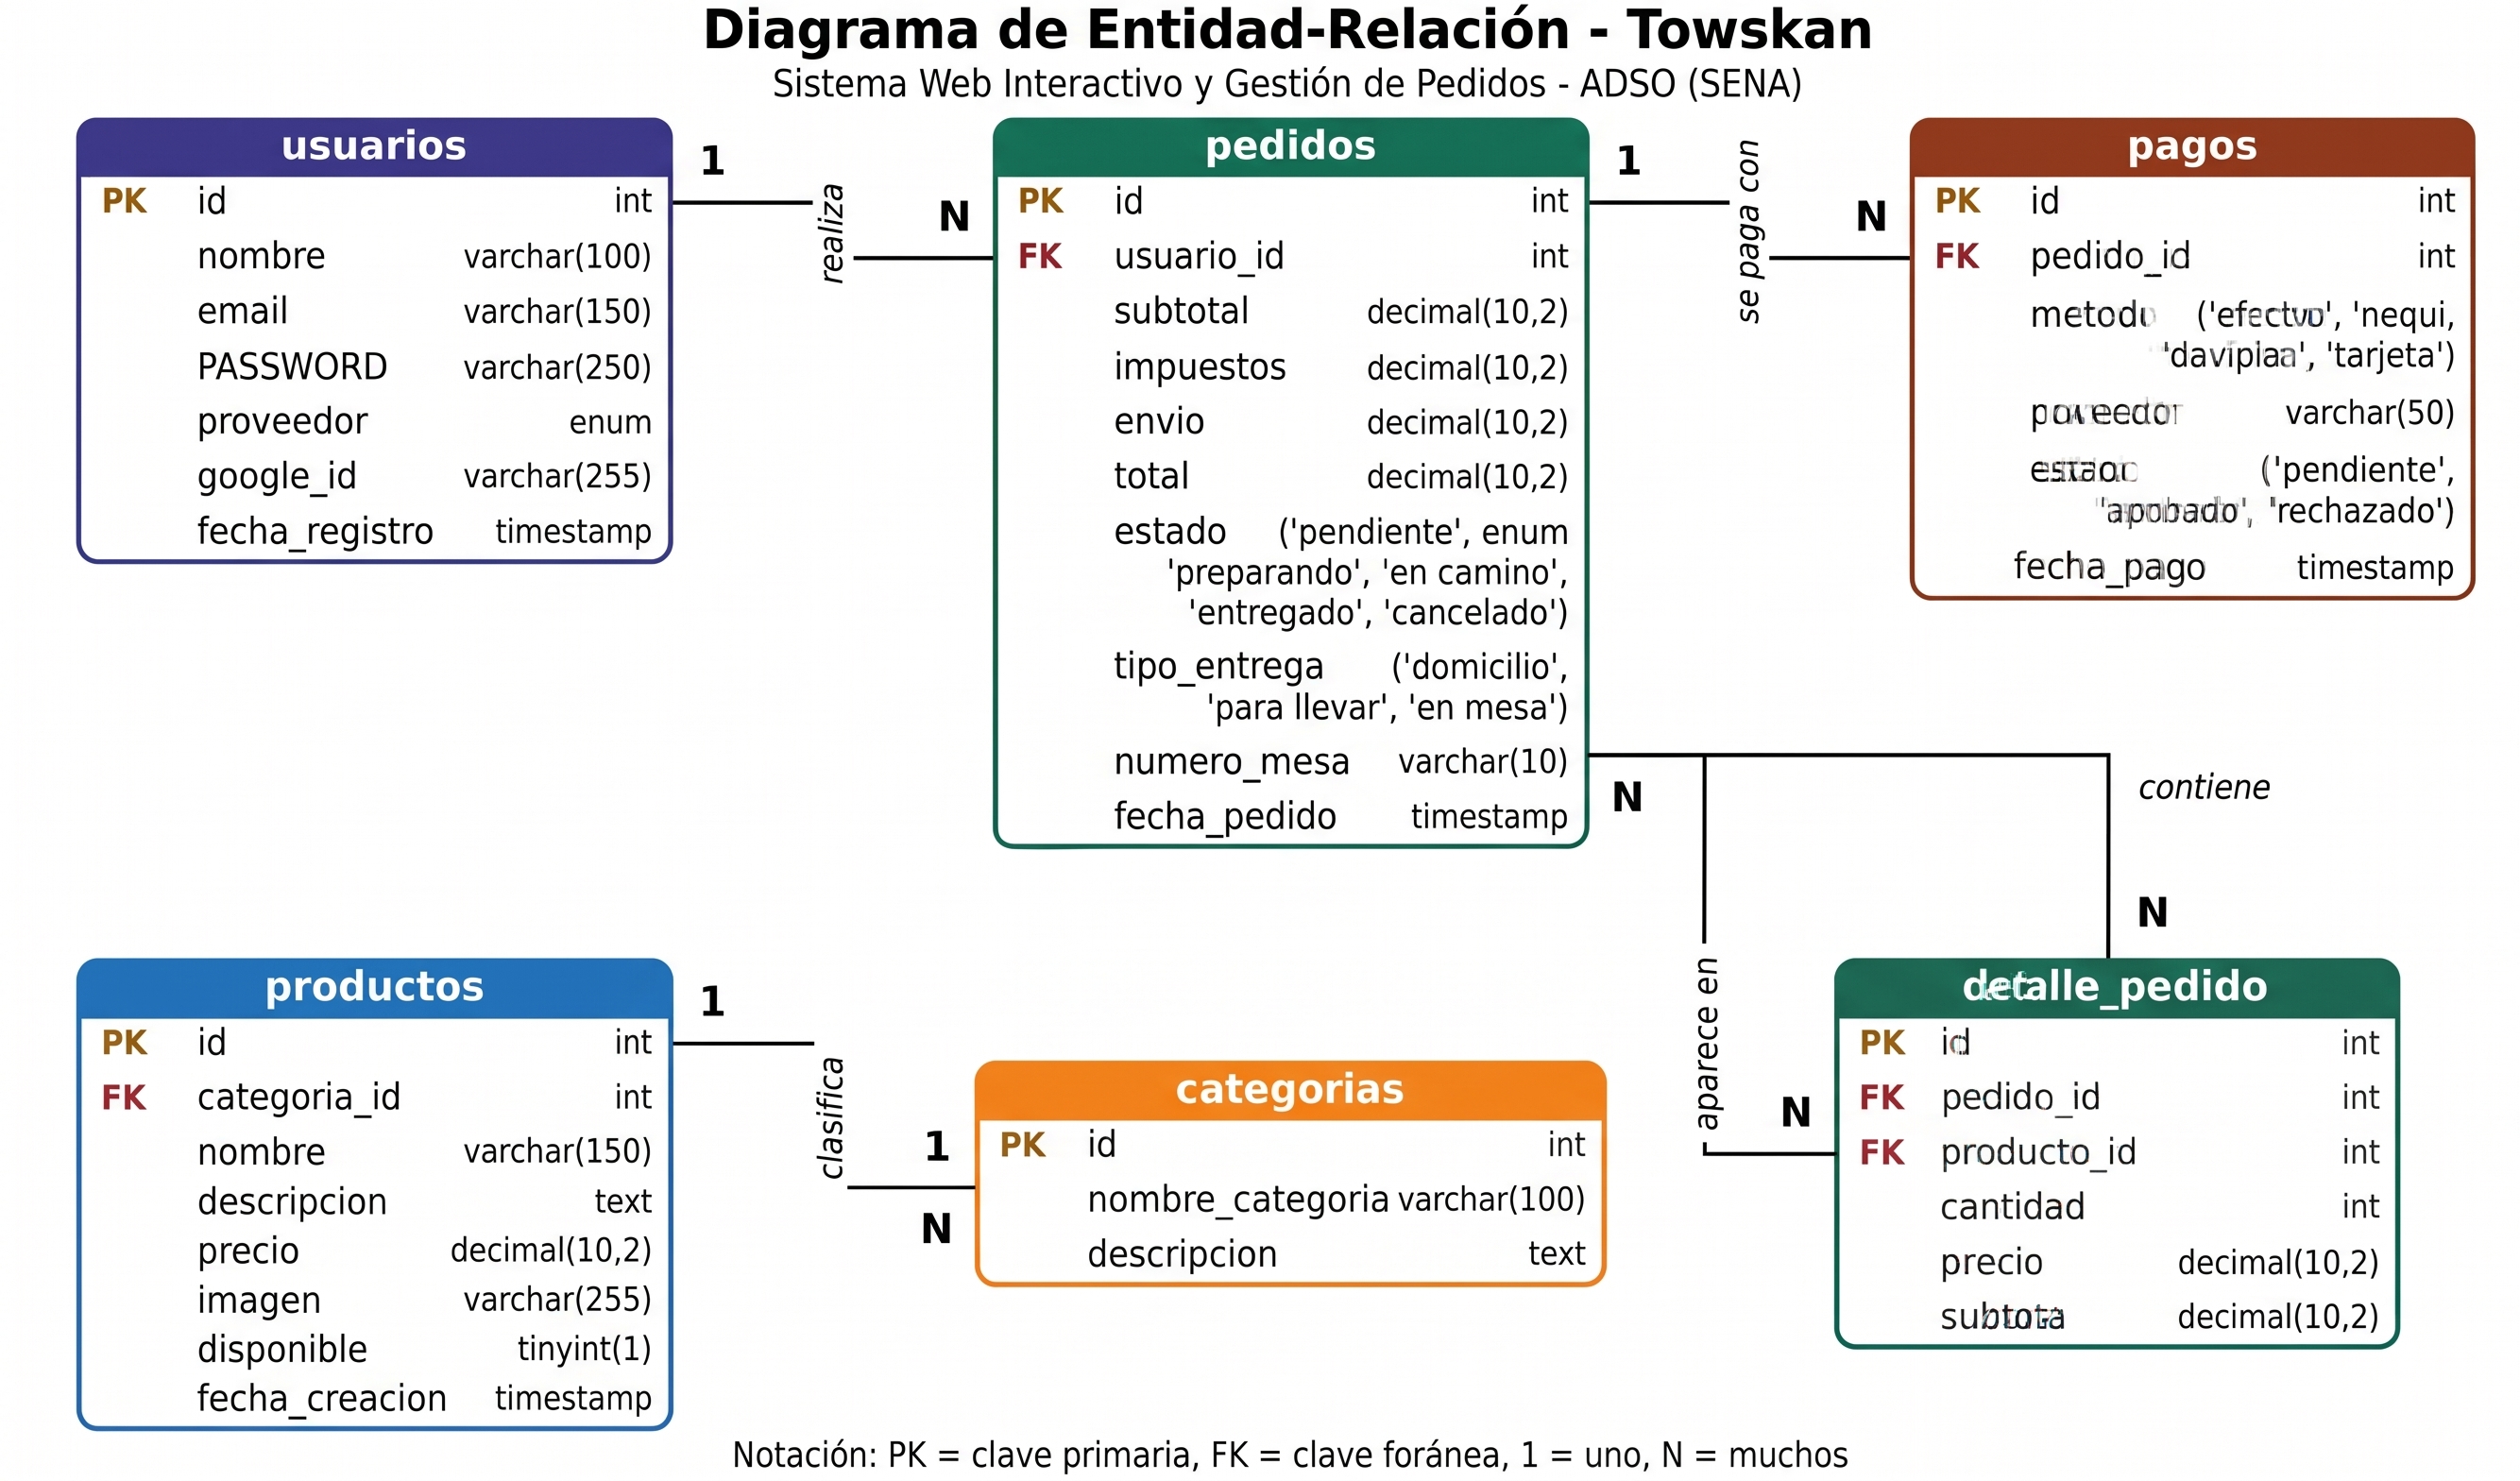 Diagrama de Entidad-Relación - Towskan
Sistema Web Interactivo y Gestión de Pedidos - ADSO (SENA)
usuarios
PK id int
nombre varchar(100)
email varchar(150)
PASSWORD varchar(250)
proveedor enum
google_id varchar(255)
fecha_registro timestamp
1
realiza
N
pedidos
PK id int
FK usuario_id int
subtotal decimal(10,2)
impuestos decimal(10,2)
envio decimal(10,2)
total decimal(10,2)
estado ('pendiente', enum
'preparando', 'en camino',
'entregado', 'cancelado')
tipo_entrega ('domicilio',
'para llevar', 'en mesa')
numero_mesa varchar(10)
fecha_pedido timestamp
1
se paga con
N
pagos
PK id int
FK pedido_id int
('efectvo', 'nequi,
'tarjeta')
varchar(50)
('pendiente',
'rechazado')
fecha_pago timestamp
N
contiene
N
aparece en
N
productos
PK id int
FK categoria_id int
nombre varchar(150)
descripcion text
precio decimal(10,2)
imagen varchar(255)
disponible tinyint(1)
fecha_creacion timestamp
1
clasifica
1
N
categorias
PK id int
nombre_categoria varchar(100)
descripcion text
detalle_pedido
PK id int
FK pedido_id int
FK producto_id int
cantidad int
precio decimal(10,2)
subtota decimal(10,2)
Notación: PK = clave primaria, FK = clave foránea, 1 = uno, N = muchos